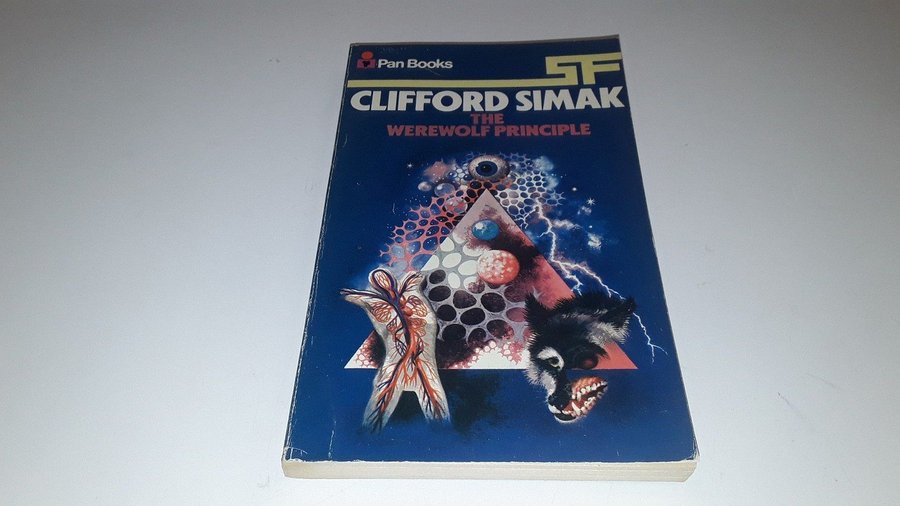 Pan Books
SF
CLIFFORD SIMAK
THE
WEREWOLF PRINCIPLE